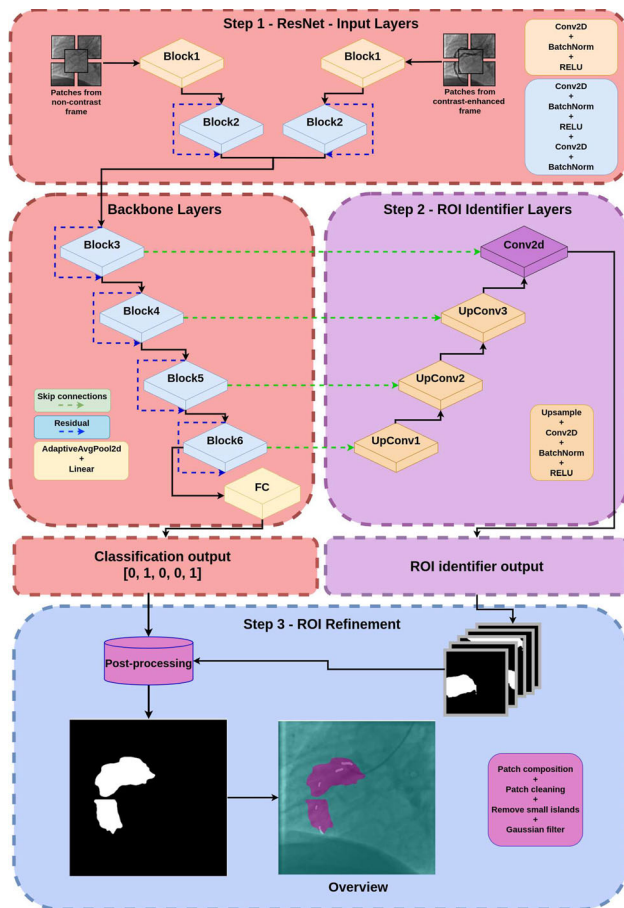 Step 1 - ResNet - Input Layers
Patches from
non-contrast
frame
Block1
Block1
Patches from
contrast-enhanced
frame
Block2
Block2
Conv2D
+
BatchNorm
+
RELU
Conv2D
+
BatchNorm
+
RELU
+
Conv2D
+
BatchNorm
Backbone Layers
Block3
Block4
Block5
Block6
FC
Skip connections
Residual
AdaptiveAvgPool2d
+
Linear
Step 2 - ROI Identifier Layers
Conv2d
UpConv3
UpConv2
UpConv1
Upsample
+
Conv2D
+
BatchNorm
+
RELU
Classification output
[0, 1, 0, 0, 1]
ROI identifier output
Step 3 - ROI Refinement
Post-processing
Patch composition
+
Patch cleaning
+
Remove small islands
+
Gaussian filter
Overview